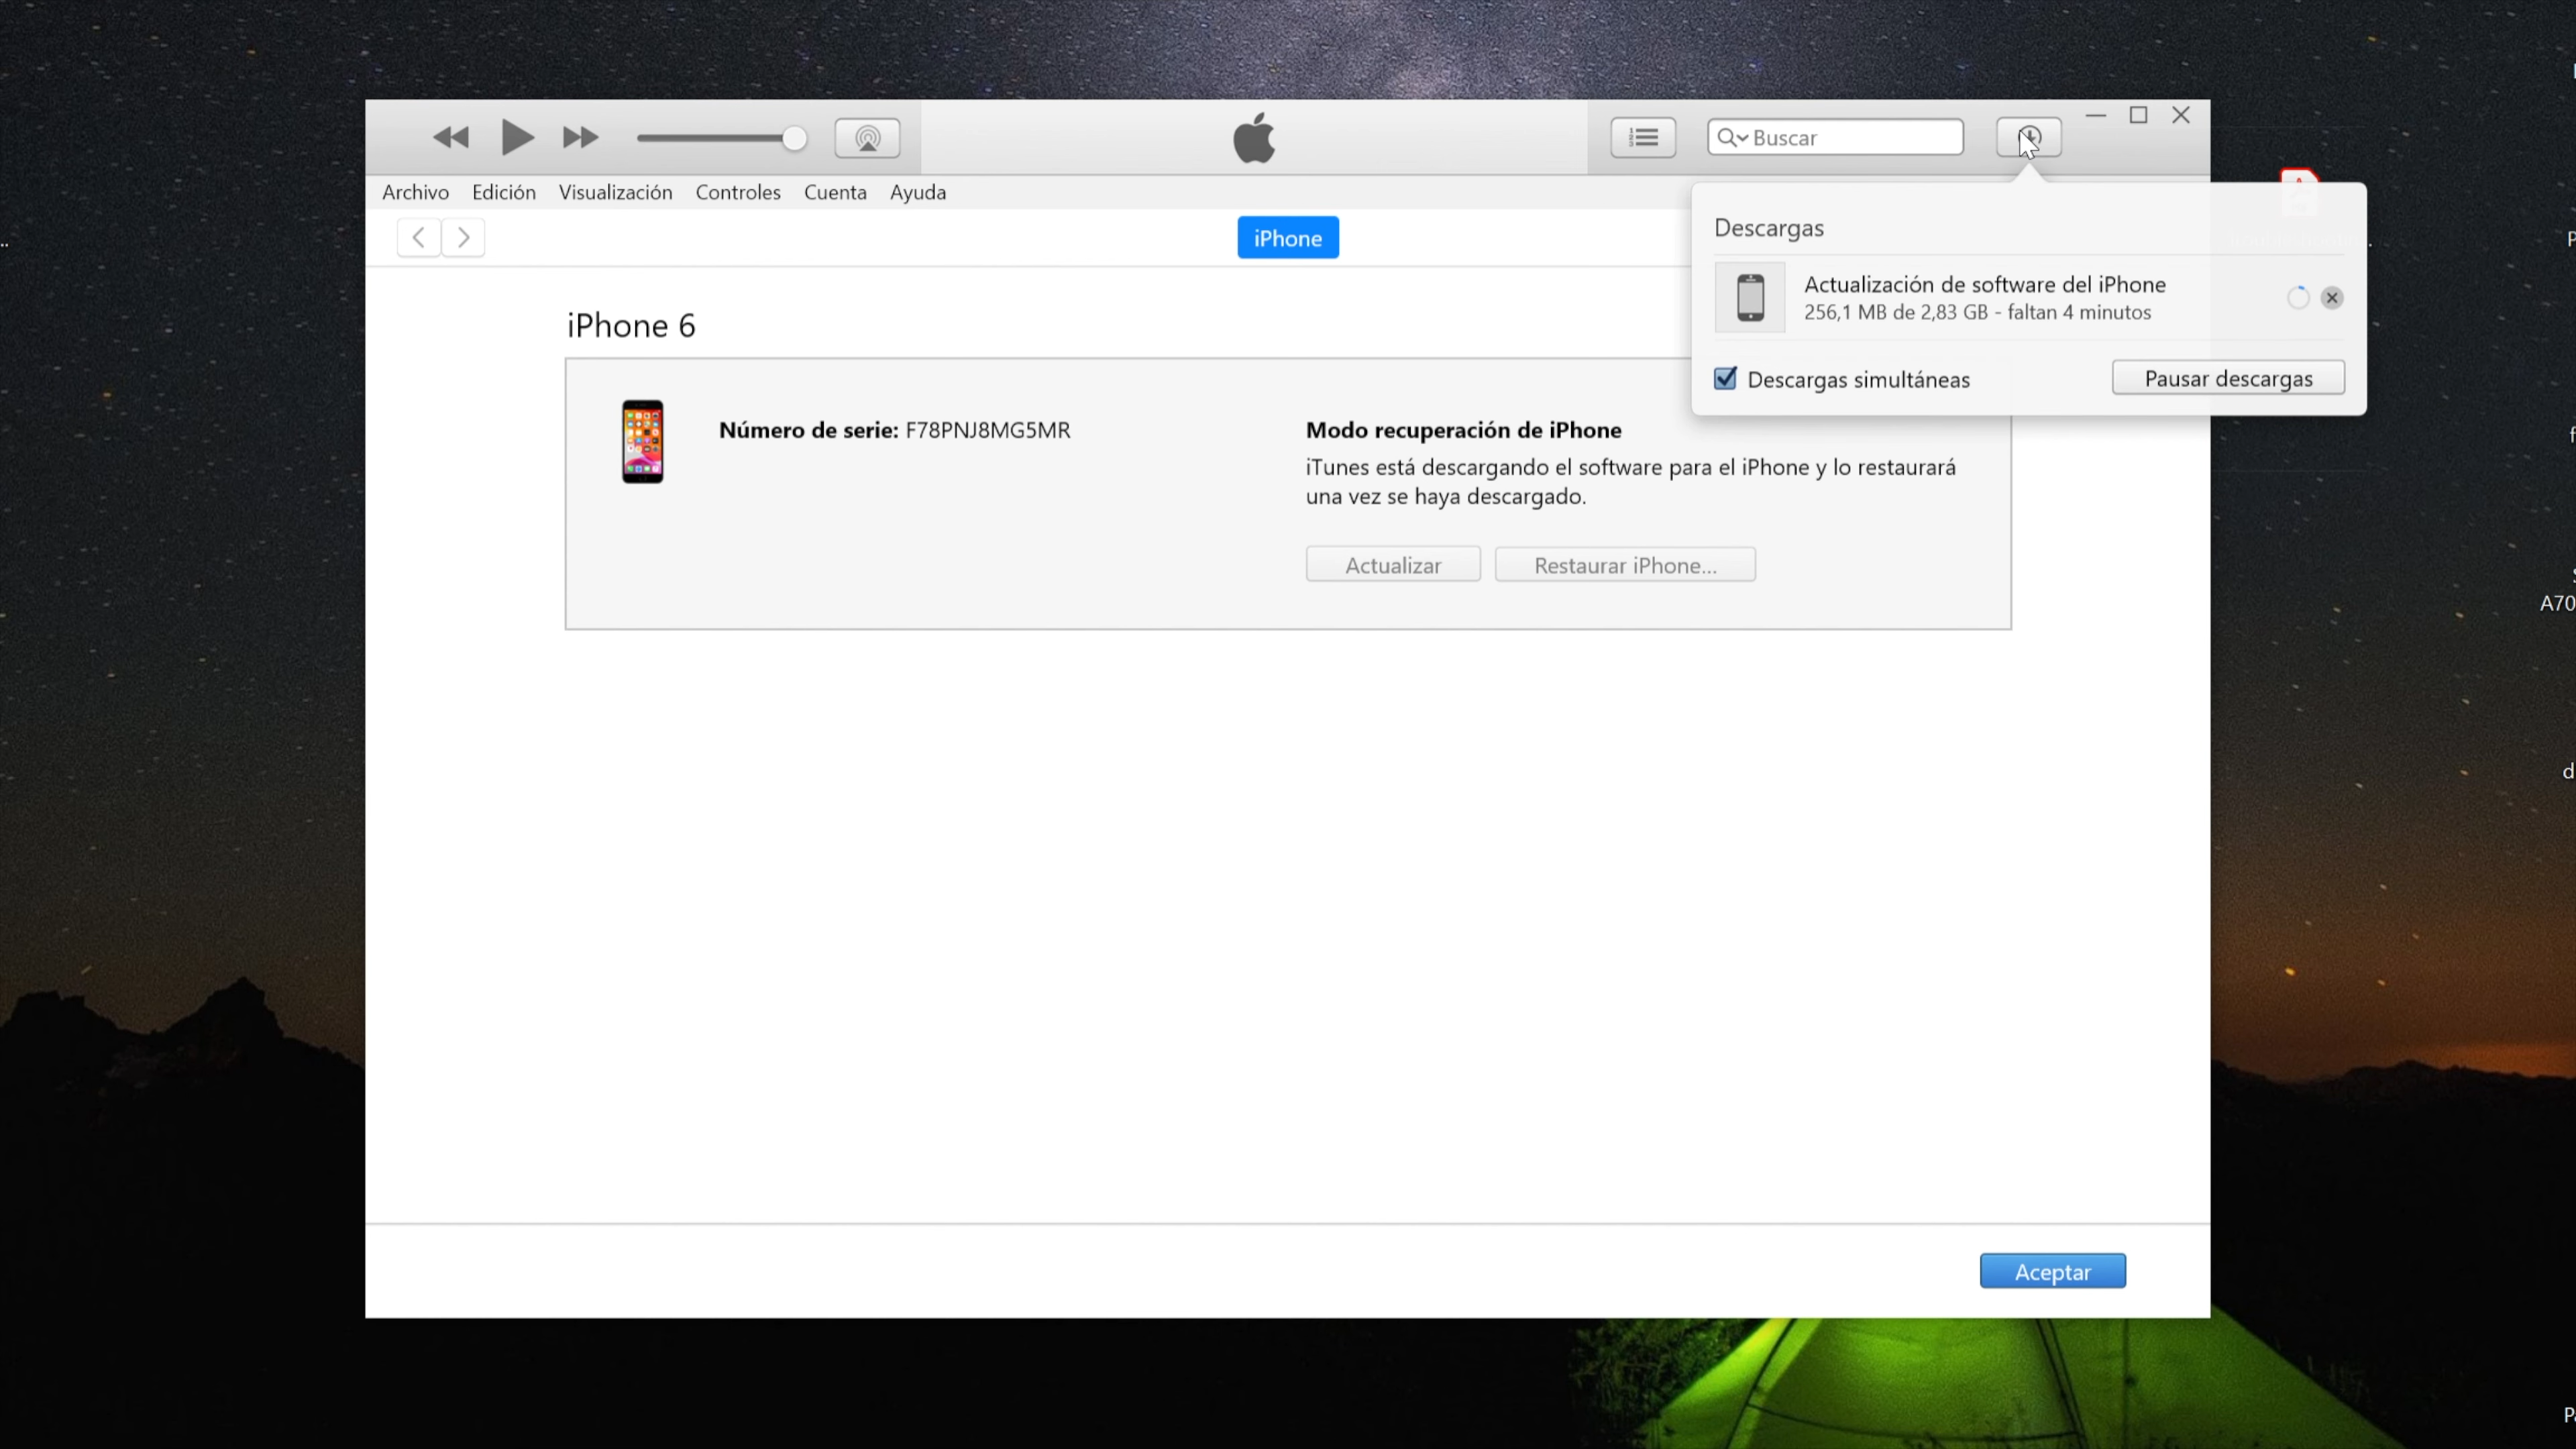 Buscar
Archivo Edición Visualización Controles Cuenta Ayuda
iPhone
Descargas
Actualización de software del iPhone
256,1 MB de 2,83 GB - faltan 4 minutos
Descargas simultáneas
Pausar descargas
iPhone 6
Número de serie: F78PNJ8MG5MR
Modo recuperación de iPhone
iTunes está descargando el software para el iPhone y lo restaurará
una vez se haya descargado.
Actualizar
Restaurar iPhone...
Aceptar
A70